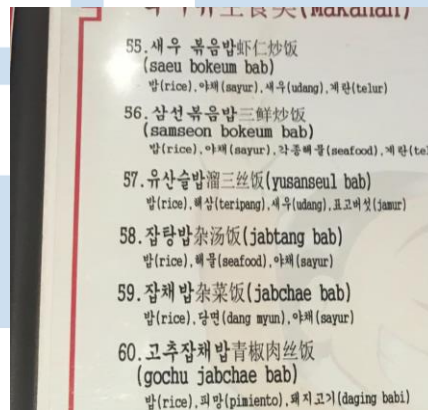 主食类(Makanan)
55.새우 볶음밥虾仁炒饭
(saeu bokeum bab)
밥(rice),야채(sayur),새우(udang),계란(telur)
56.삼선볶음밥三鲜炒饭
(samseon bokeum bab)
밥(rice),야채(sayur),각종해물(seafood),계란(tel
57.유산슬밥溜三丝饭(yusanseul bab)
밥(rice),해삼(teripang),새우(udang),표고버섯(jamur)
58.잡탕밥杂汤饭(jabtang bab)
밥(rice),해물(seafood),야채(sayur)
59.잡채밥杂菜饭(jabchae bab)
밥(rice),당면(dang myun),야채(sayur)
60.고추잡채밥青椒肉丝饭
(gochu jabchae bab)
밥(rice),피망(pimiento),돼지고기(daging babi)